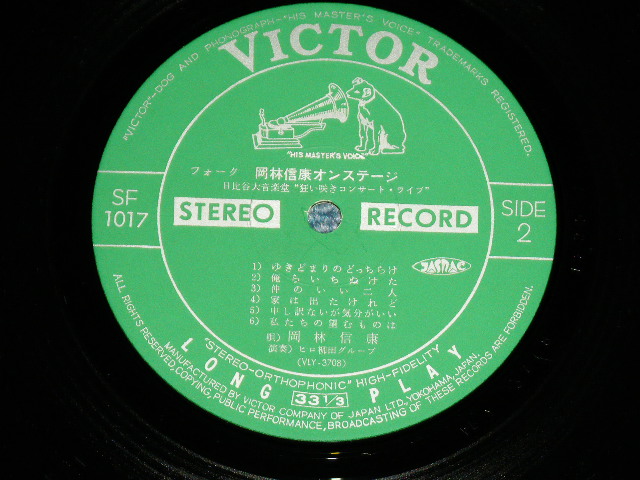 "VICTOR"-DOG AND PHONOGRAPH-"HIS MASTER'S VOICE" TRADEMARKS REGISTERED.
VICTOR
"HIS MASTER'S VOICE"
フォーク 岡林信康オンステージ
日比谷大音楽堂"狂い咲きコンサート・ライブ"
SF
1017
STEREO RECORD
SIDE
2
JASRAC
1) ゆきどまりのどっちらけ
2) 俺らいちぬけた
3) 仲のいい二人
4) 家は出たけれど
5) 申し訳ないが気分がいい
6) 私たちの望むものは
唄) 岡林信康
演奏) ヒロ柳田グループ
(VLY-3708)
"STEREO-ORTHOPHONIC" HIGH-FIDELITY
LONG 33 1/3 PLAY
MANUFACTURED BY VICTOR COMPANY OF JAPAN LTD., YOKOHAMA, JAPAN.
ALL RIGHTS RESERVED, COPYING, PUBLIC PERFORMANCE, BROADCASTING OF THESE RECORDS ARE FORBIDDEN.